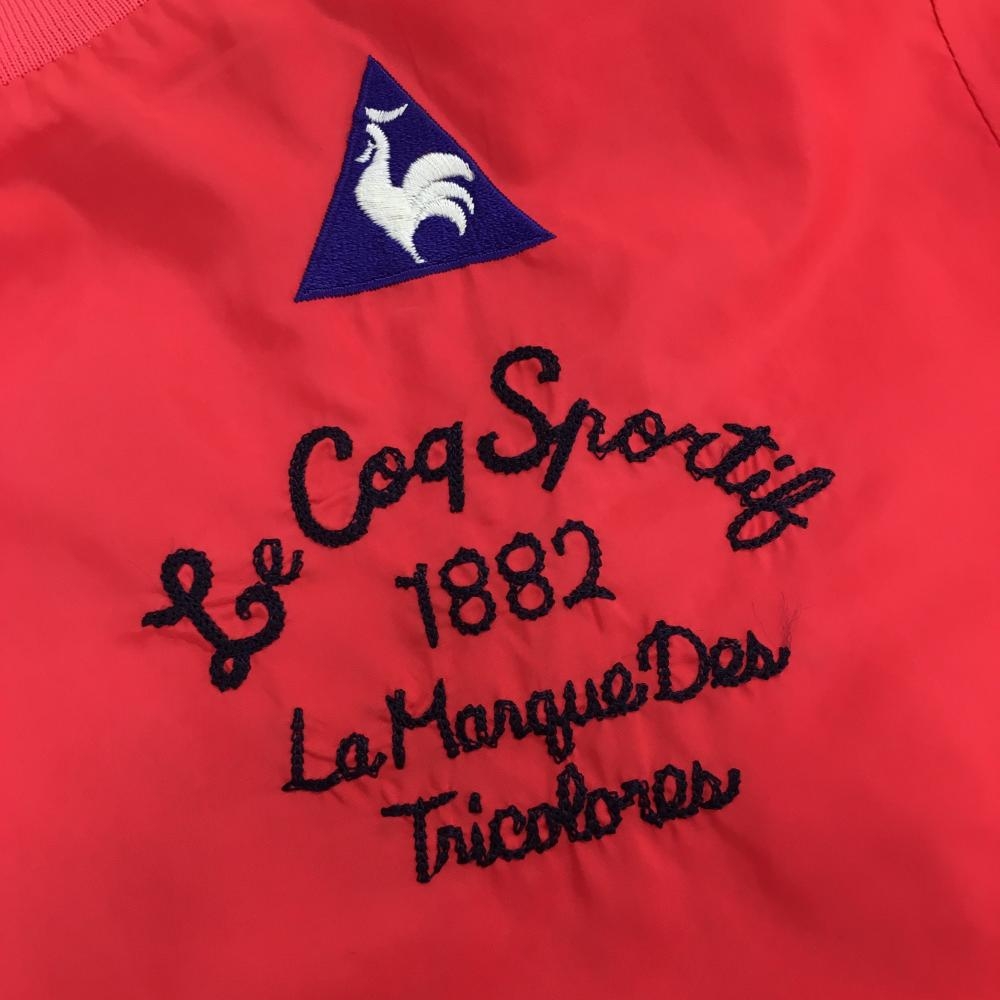 Le Coq Sportif
1882
La Marque Des
Tricolores